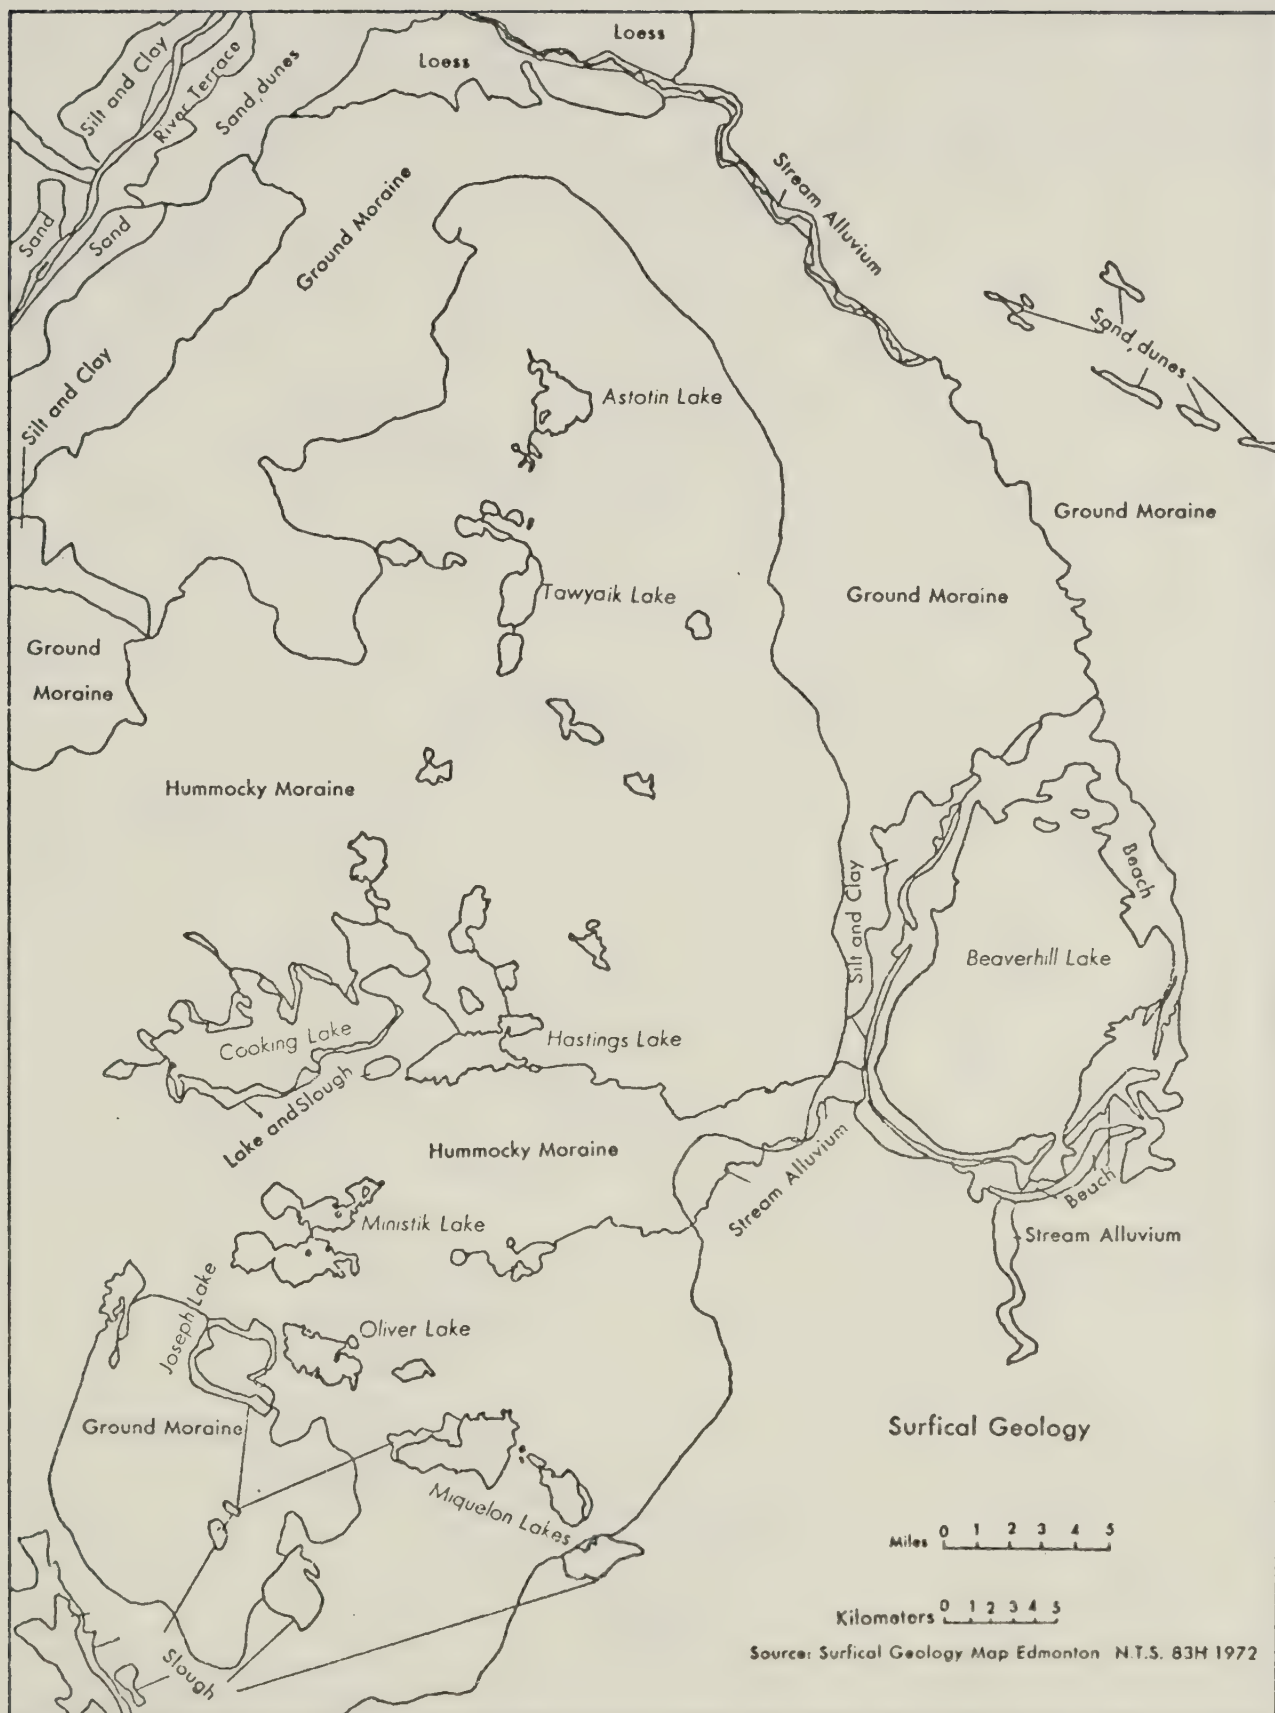 Loess
Loess
Silt and Clay
River Terrace
Sand dunes
Sand
Sand
Ground Moraine
Stream Alluvium
Sand dunes
Silt and Clay
Astotin Lake
Ground Moraine
Tawyaik Lake
Ground Moraine
Ground
Moraine
Hummocky Moraine
Beach
Silt and Clay
Beaverhill Lake
Cooking Lake
Hastings Lake
Lake and Slough
Hummocky Moraine
Stream Alluvium
Beach
Ministik Lake
Stream Alluvium
Joseph Lake
Oliver Lake
Ground Moraine
Surfical Geology
Miquelon Lakes
Miles 0 1 2 3 4 5
Kilometers 0 1 2 3 4 5
Slough
Source: Surfical Geology Map Edmonton N.T.S. 83H 1972